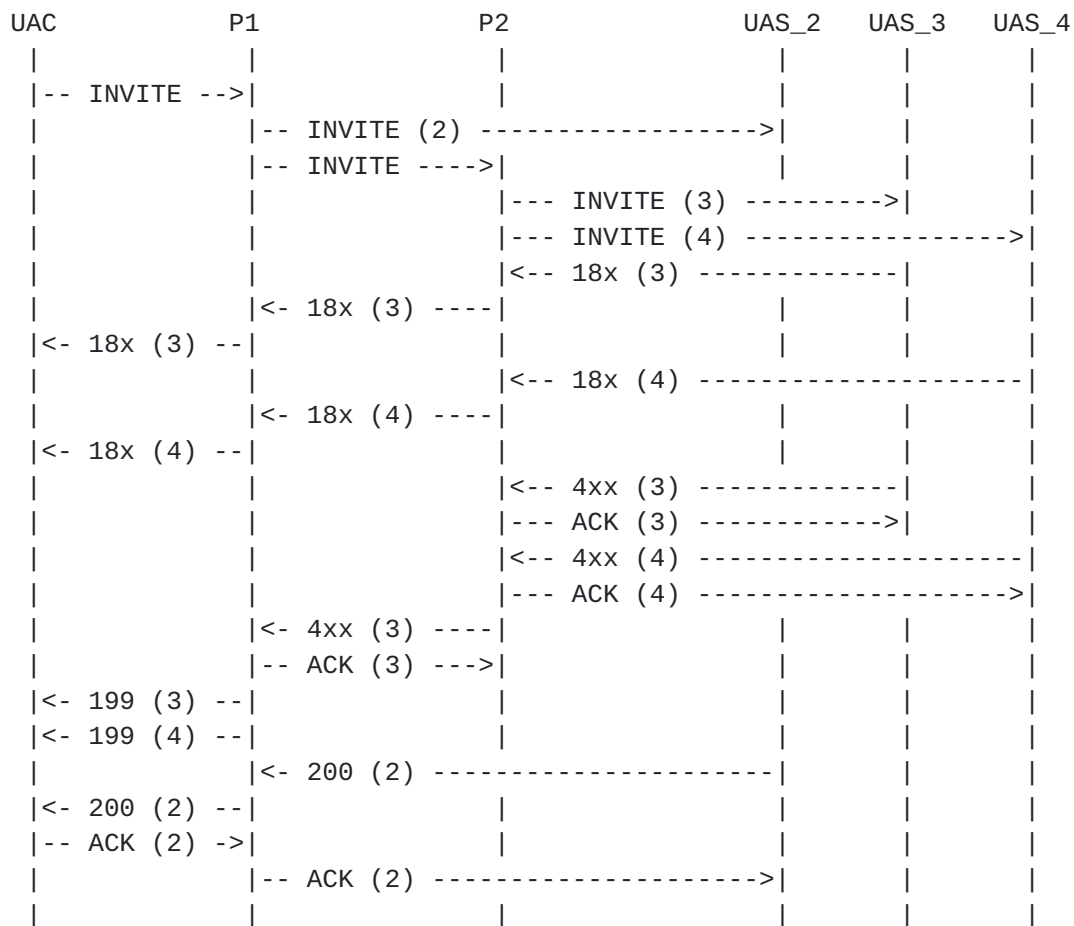 UAC             P1               P2                 UAS_2    UAS_3    UAS_4
 |              |                |                  |        |        |
 |-- INVITE -->|               |                 |       |       |
 |             |-- INVITE (2) ------------------>|       |       |
 |             |-- INVITE ---->|                 |       |       |
 |             |               |--- INVITE (3) --------->|       |
 |             |               |--- INVITE (4) ----------------->|
 |             |               |<-- 18x (3) -------------|       |
 |             |<- 18x (3) ----|                 |       |       |
 |<- 18x (3) --|               |                 |       |       |
 |             |               |<-- 18x (4) ---------------------|
 |             |<- 18x (4) ----|                 |       |       |
 |<- 18x (4) --|               |                 |       |       |
 |             |               |<-- 4xx (3) -------------|       |
 |             |               |--- ACK (3) ------------>|       |
 |             |               |<-- 4xx (4) ---------------------|
 |             |               |--- ACK (4) -------------------->|
 |             |<- 4xx (3) ----|                 |       |       |
 |             |-- ACK (3) --->|                 |       |       |
 |<- 199 (3) --|               |                 |       |       |
 |<- 199 (4) --|               |                 |       |       |
 |             |<- 200 (2) ----------------------|       |       |
 |<- 200 (2) --|               |                 |       |       |
 |-- ACK (2) ->|               |                 |       |       |
 |             |-- ACK (2) --------------------->|       |       |
 |             |               |                 |       |       |